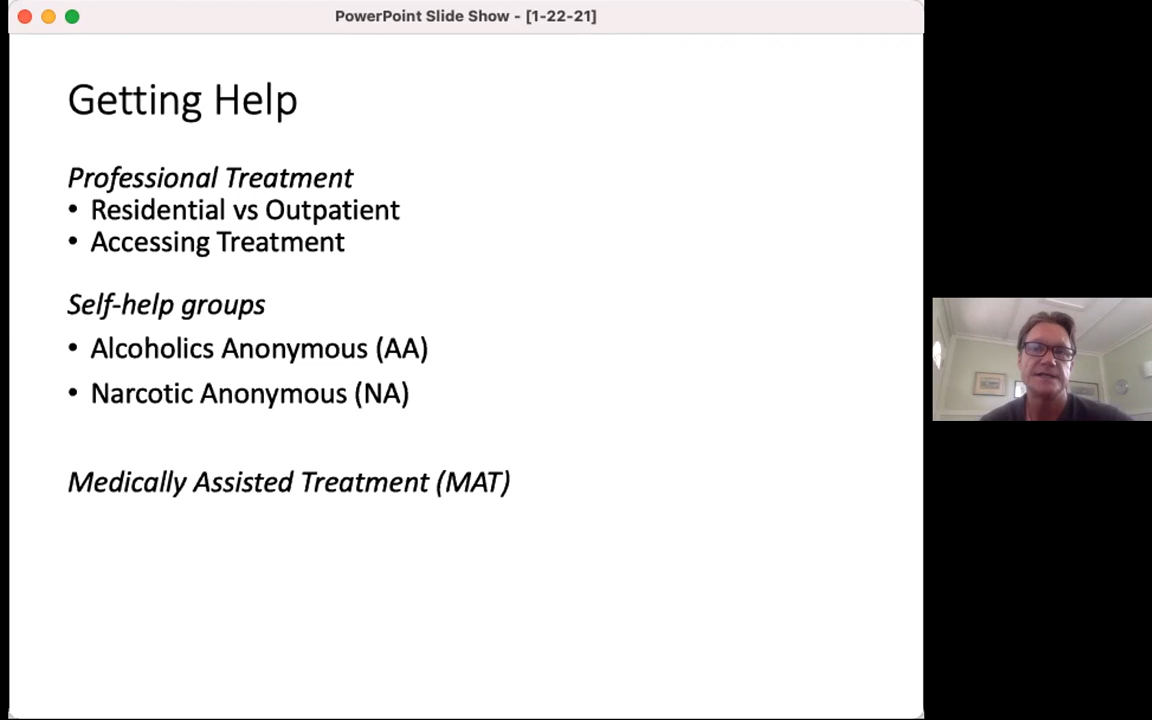 PowerPoint Slide Show - [1-22-21]
Getting Help
Professional Treatment
• Residential vs Outpatient
• Accessing Treatment
Self-help groups
• Alcoholics Anonymous (AA)
• Narcotic Anonymous (NA)
Medically Assisted Treatment (MAT)